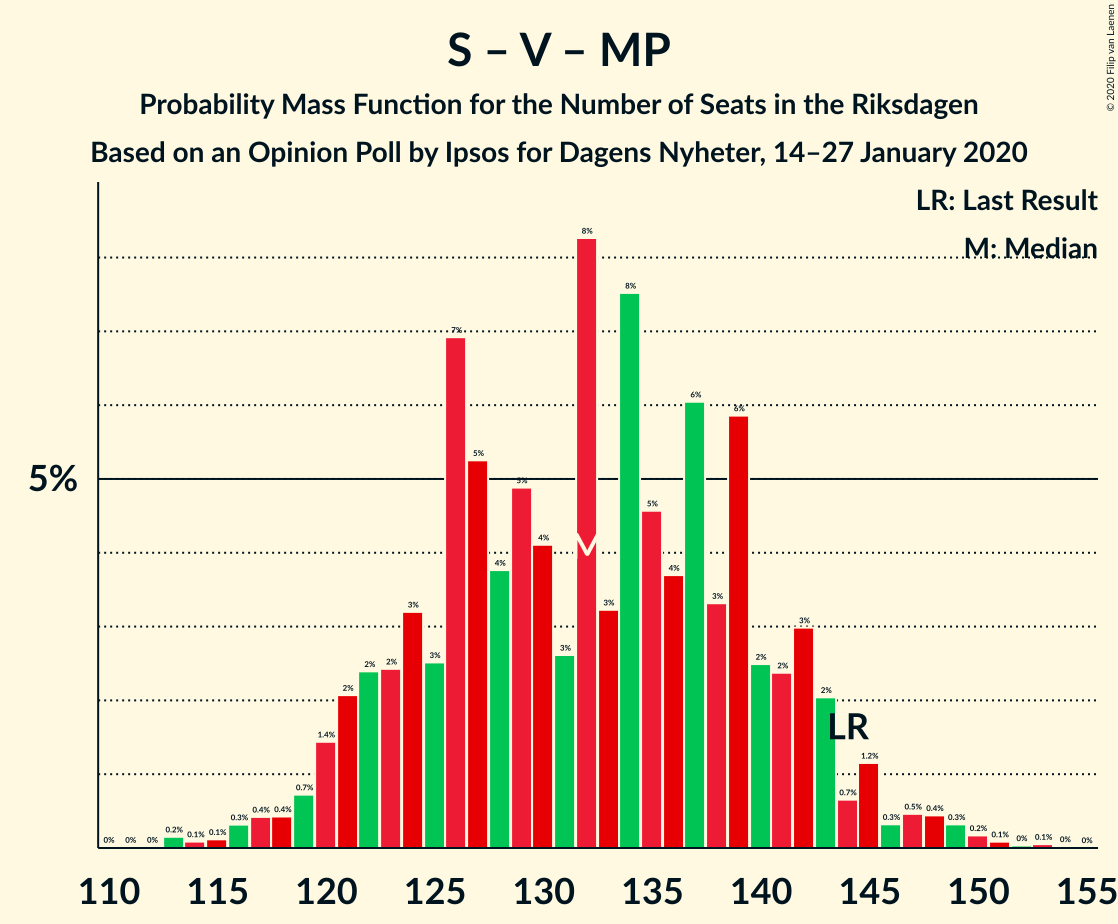 S – V – MP
Probability Mass Function for the Number of Seats in the Riksdagen
Based on an Opinion Poll by Ipsos for Dagens Nyheter, 14–27 January 2020
© 2020 Filip van Laenen
LR: Last Result
M: Median
5%
0% 0% 0% 0.2% 0.1% 0.1% 0.3% 0.4% 0.4% 0.7% 1.4% 2% 2% 2% 3% 3% 7% 5% 4% 5% 4% 3% 8% 3% 8% 5% 4% 6% 3% 6% 2% 2% 3% 2% 0.7% 1.2% 0.3% 0.5% 0.4% 0.3% 0.2% 0.1% 0% 0.1% 0% 0%
M
LR
110 115 120 125 130 135 140 145 150 155